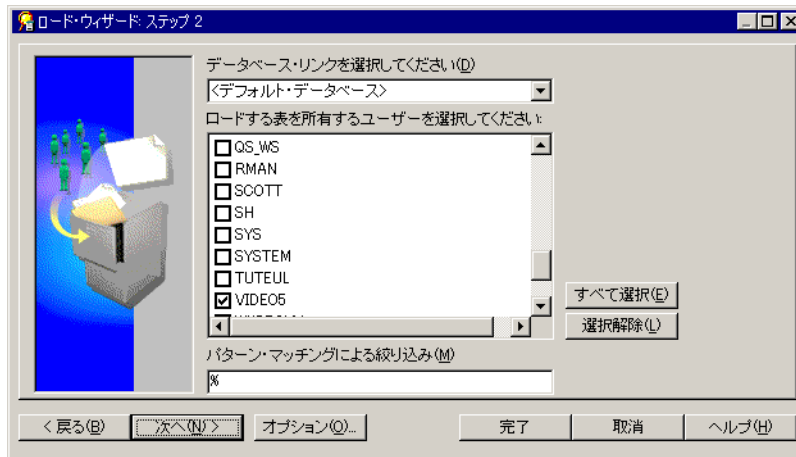 ロード・ウィザード: ステップ 2
データベース・リンクを選択してください(D)
<デフォルト・データベース>
ロードする表を所有するユーザーを選択してください:
QS_WS
RMAN
SCOTT
SH
SYS
SYSTEM
TUTEUL
VIDEO5
すべて選択(E)
選択解除(L)
パターン・マッチングによる絞り込み(M)
%
< 戻る(B)
次へ(N) >
オプション(O)...
完了
取消
ヘルプ(H)